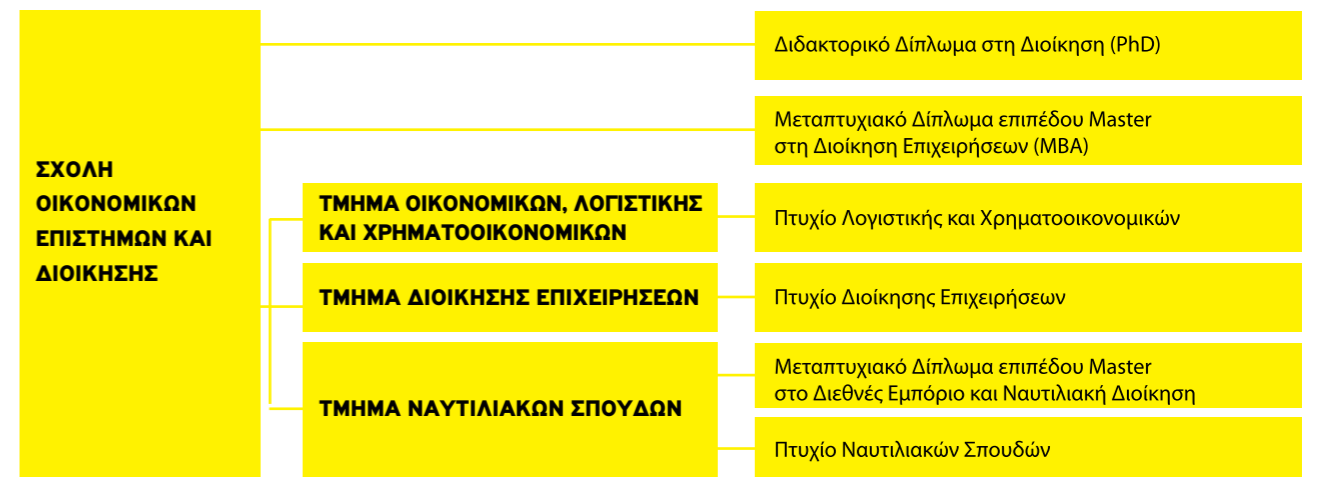 ΣΧΟΛΗ
ΟΙΚΟΝΟΜΙΚΩΝ
ΕΠΙΣΤΗΜΩΝ ΚΑΙ
ΔΙΟΙΚΗΣΗΣ
Διδακτορικό Δίπλωμα στη Διοίκηση (PhD)
Μεταπτυχιακό Δίπλωμα επιπέδου Master
στη Διοίκηση Επιχειρήσεων (MBA)
ΤΜΗΜΑ ΟΙΚΟΝΟΜΙΚΩΝ, ΛΟΓΙΣΤΙΚΗΣ
ΚΑΙ ΧΡΗΜΑΤΟΟΙΚΟΝΟΜΙΚΩΝ
Πτυχίο Λογιστικής και Χρηματοοικονομικών
ΤΜΗΜΑ ΔΙΟΙΚΗΣΗΣ ΕΠΙΧΕΙΡΗΣΕΩΝ
Πτυχίο Διοίκησης Επιχειρήσεων
ΤΜΗΜΑ ΝΑΥΤΙΛΙΑΚΩΝ ΣΠΟΥΔΩΝ
Μεταπτυχιακό Δίπλωμα επιπέδου Master
στο Διεθνές Εμπόριο και Ναυτιλιακή Διοίκηση
Πτυχίο Ναυτιλιακών Σπουδών